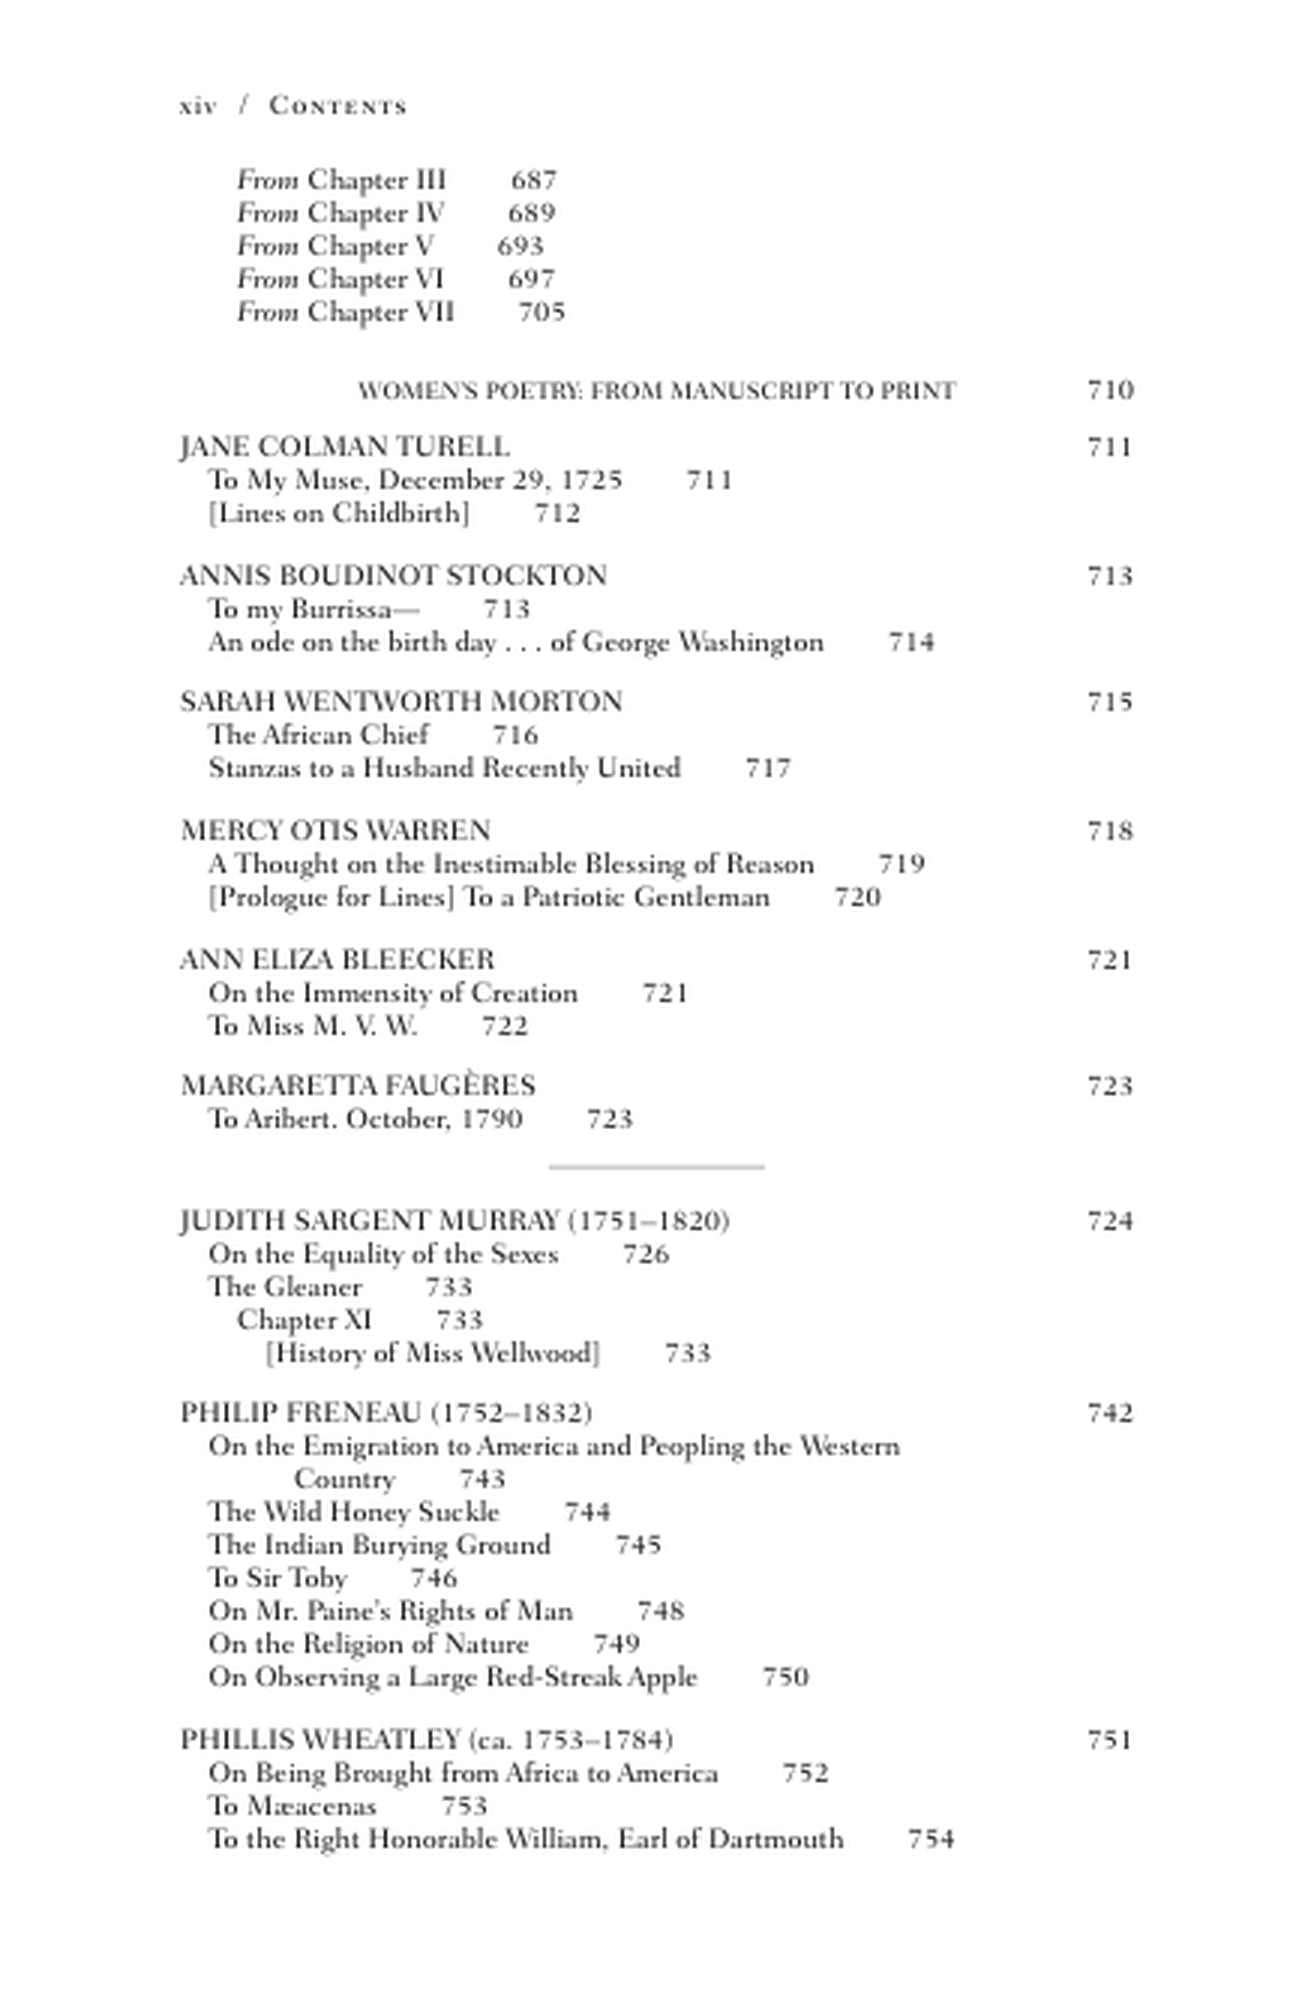 xiv / Contents
From Chapter III 687
From Chapter IV 689
From Chapter V 693
From Chapter VI 697
From Chapter VII 705
WOMEN'S POETRY: FROM MANUSCRIPT TO PRINT 710
JANE COLMAN TURELL 711
To My Muse, December 29, 1725 711
[Lines on Childbirth] 712
ANNIS BOUDINOT STOCKTON 713
To my Burrissa— 713
An ode on the birth day . . . of George Washington 714
SARAH WENTWORTH MORTON 715
The African Chief 716
Stanzas to a Husband Recently United 717
MERCY OTIS WARREN 718
A Thought on the Inestimable Blessing of Reason 719
[Prologue for Lines] To a Patriotic Gentleman 720
ANN ELIZA BLEECKER 721
On the Immensity of Creation 721
To Miss M. V. W. 722
MARGARETTA FAUGÈRES 723
To Aribert. October, 1790 723
JUDITH SARGENT MURRAY (1751–1820) 724
On the Equality of the Sexes 726
The Gleaner 733
Chapter XI 733
[History of Miss Wellwood] 733
PHILIP FRENEAU (1752–1832) 742
On the Emigration to America and Peopling the Western
Country 743
The Wild Honey Suckle 744
The Indian Burying Ground 745
To Sir Toby 746
On Mr. Paine's Rights of Man 748
On the Religion of Nature 749
On Observing a Large Red-Streak Apple 750
PHILLIS WHEATLEY (ca. 1753–1784) 751
On Being Brought from Africa to America 752
To Mæacenas 753
To the Right Honorable William, Earl of Dartmouth 754